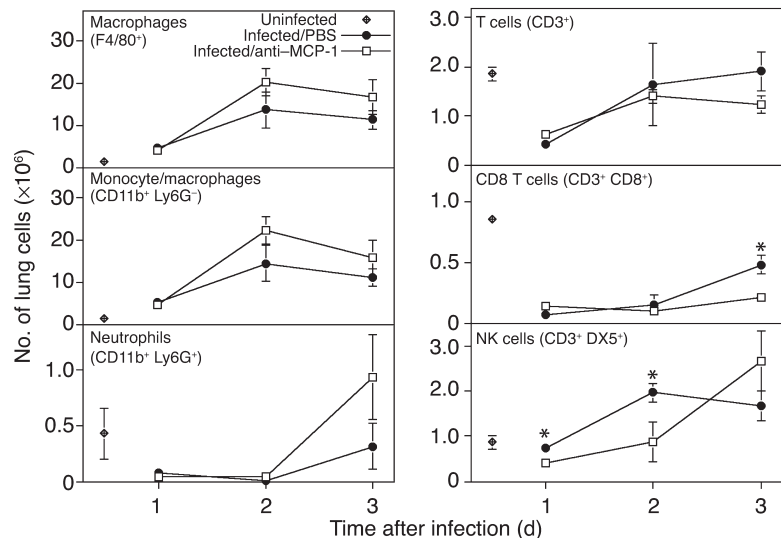 No. of lung cells (×10⁶)
Macrophages
(F4/80⁺)
Uninfected
Infected/PBS
Infected/anti–MCP-1
30
20
10
0
Monocyte/macrophages
(CD11b⁺ Ly6G⁻)
30
20
10
0
Neutrophils
(CD11b⁺ Ly6G⁺)
1.0
0.5
0
1 2 3
T cells (CD3⁺)
3.0
2.0
1.0
0
CD8 T cells (CD3⁺ CD8⁺)
1.0
0.5
0
*
NK cells (CD3⁺ DX5⁺)
3.0
2.0
1.0
0
*
*
1 2 3
Time after infection (d)